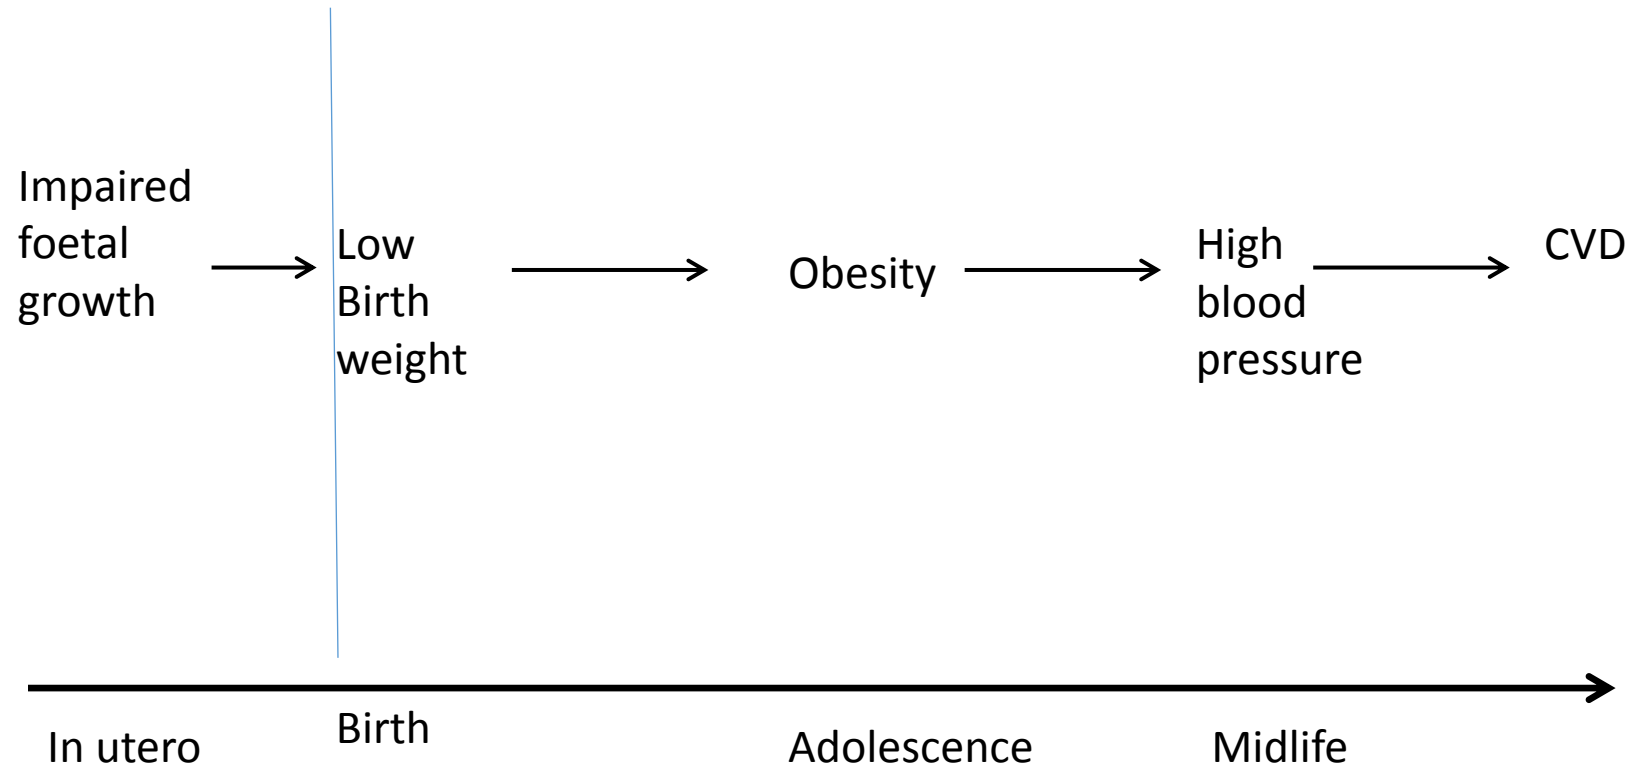 Impaired
foetal
growth
Low
Birth
weight
Obesity
High
blood
pressure
CVD
In utero
Birth
Adolescence
Midlife